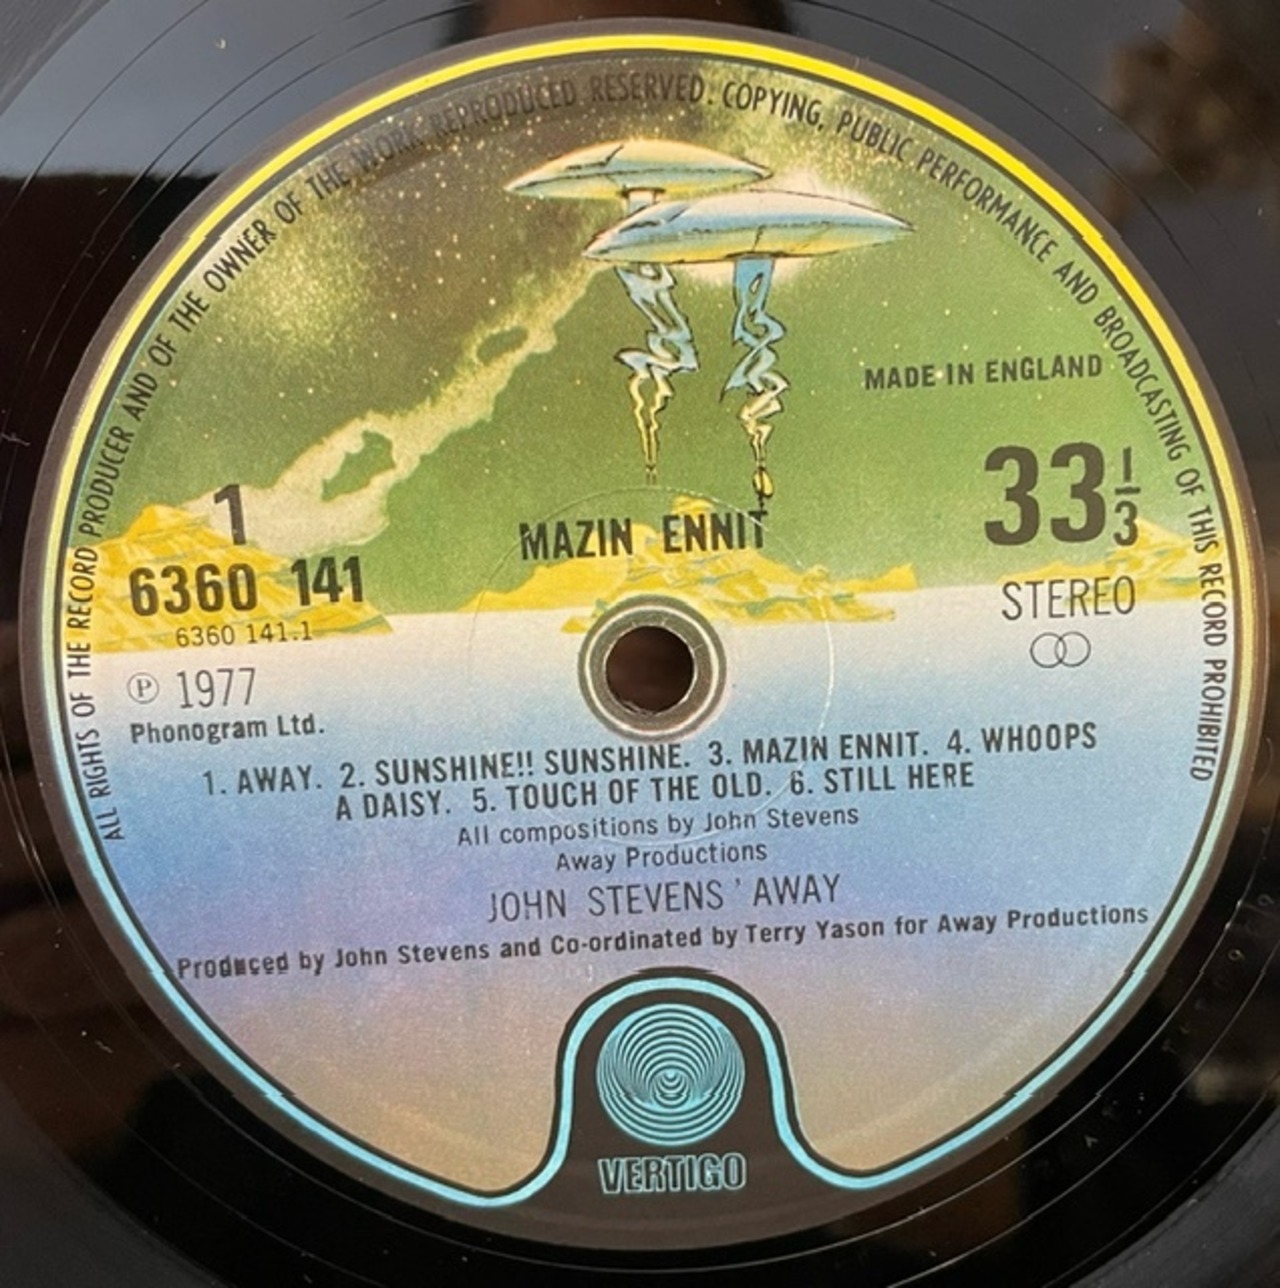 ALL RIGHTS OF THE RECORD PRODUCER AND OF THE OWNER OF THE WORK REPRODUCED RESERVED. COPYING, PUBLIC PERFORMANCE AND BROADCASTING OF THIS RECORD PROHIBITED
MADE IN ENGLAND
33 1/3
STEREO
MAZIN ENNIT
1
6360 141
6360 141.1
Ⓟ 1977
Phonogram Ltd.
1. AWAY. 2. SUNSHINE!! SUNSHINE. 3. MAZIN ENNIT. 4. WHOOPS
A DAISY. 5. TOUCH OF THE OLD. 6. STILL HERE
All compositions by John Stevens
Away Productions
JOHN STEVENS ' AWAY
Produced by John Stevens and Co-ordinated by Terry Yason for Away Productions
VERTIGO